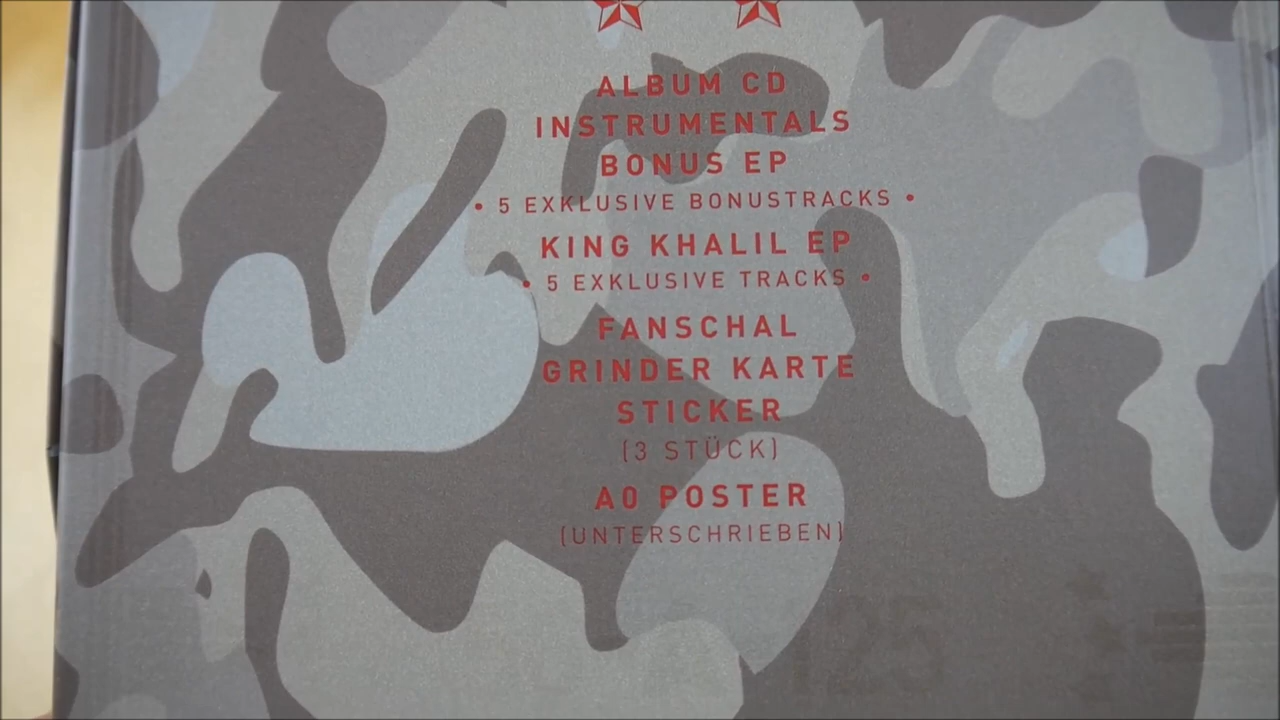 ALBUM CD
INSTRUMENTALS
BONUS EP
• 5 EXKLUSIVE BONUSTRACKS •
KING KHALIL EP
• 5 EXKLUSIVE TRACKS •
FANSCHAL
GRINDER KARTE
STICKER
(3 STÜCK)
A0 POSTER
(UNTERSCHRIEBEN)